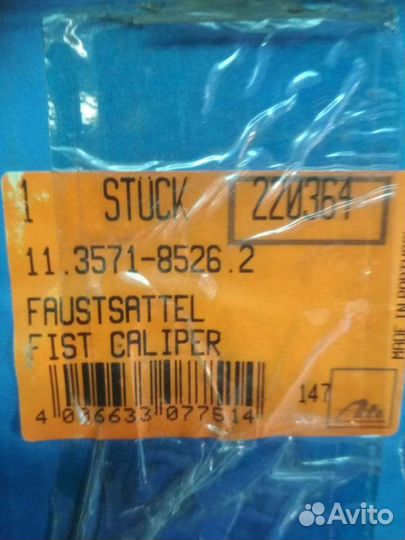 1 STÜCK 220364
11.3571-8526.2
FAUSTSATTEL
FIST CALIPER
MADE IN PORTUGAL
147 Ate
4 006633 077514
Avito